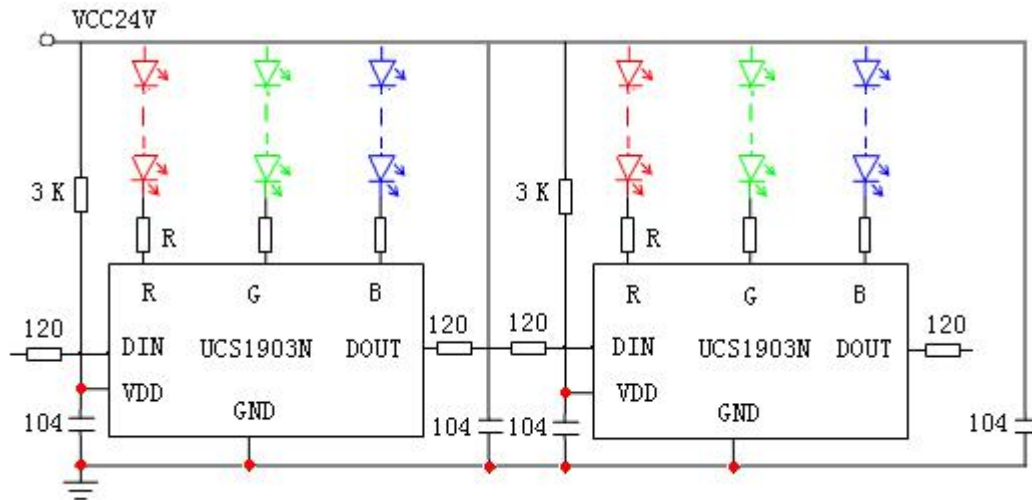 VCC24V
3 K
R
3 K
R
R G B
R G B
120
DIN UCS1903N DOUT
120
120
DIN UCS1903N DOUT
120
VDD
VDD
104
GND
104
104
GND
104